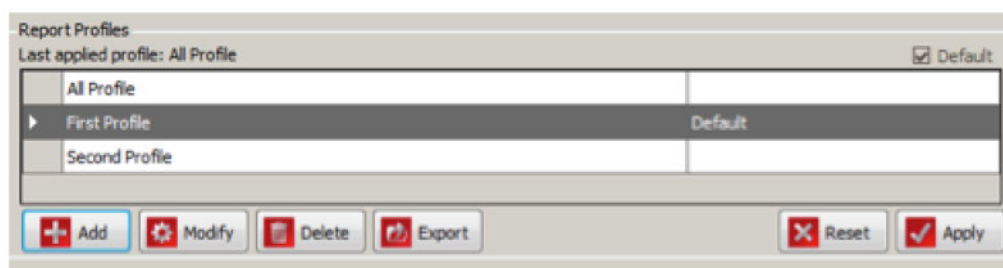 Report Profiles
Last applied profile: All Profile Default
All Profile
First Profile Default
Second Profile
Add Modify Delete Export Reset Apply